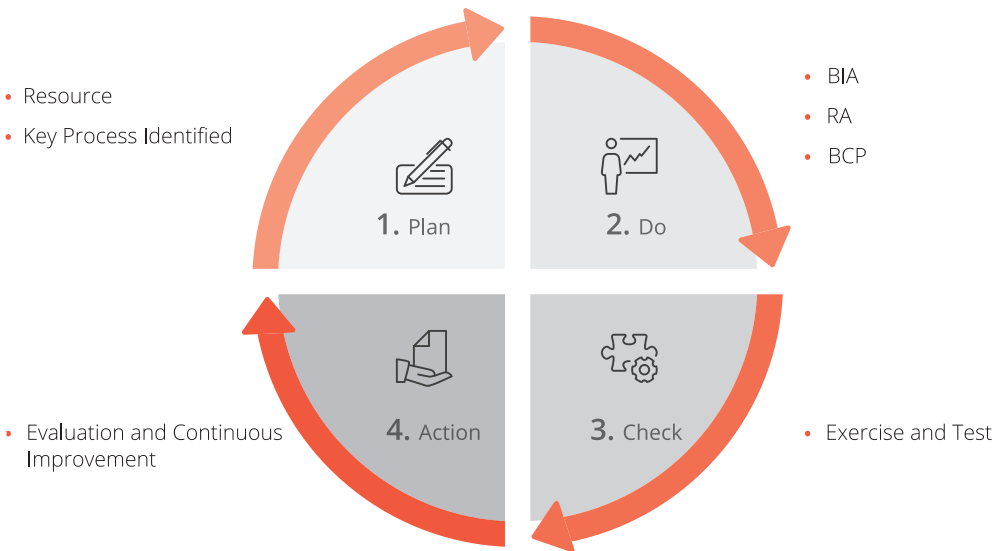 • Resource
• Key Process Identified
1. Plan
2. Do
• BIA
• RA
• BCP
4. Action
3. Check
• Evaluation and Continuous
Improvement
• Exercise and Test